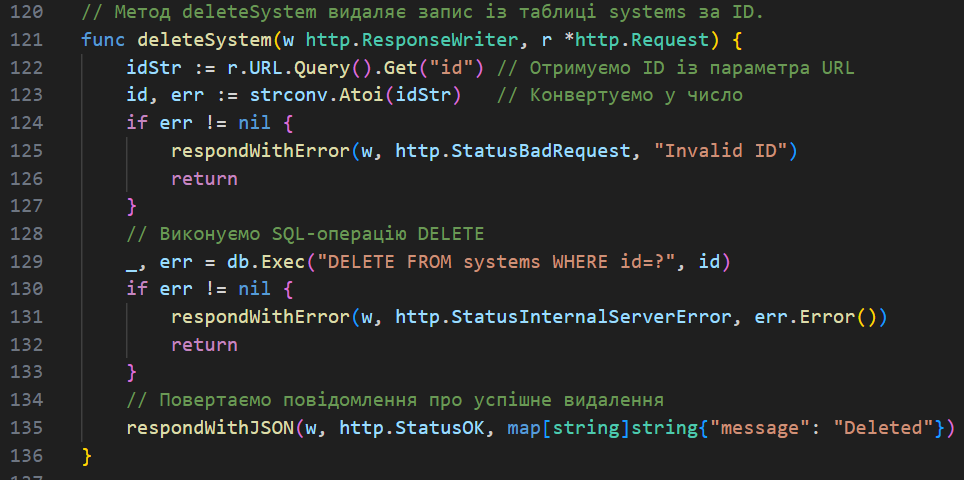 120 // Метод deleteSystem видаляє запис із таблиці systems за ID.
121 func deleteSystem(w http.ResponseWriter, r *http.Request) {
122     idStr := r.URL.Query().Get("id") // Отримуємо ID із параметра URL
123     id, err := strconv.Atoi(idStr)   // Конвертуємо у число
124     if err != nil {
125         respondWithError(w, http.StatusBadRequest, "Invalid ID")
126         return
127     }
128     // Виконуємо SQL-операцію DELETE
129     _, err = db.Exec("DELETE FROM systems WHERE id=?", id)
130     if err != nil {
131         respondWithError(w, http.StatusInternalServerError, err.Error())
132         return
133     }
134     // Повертаємо повідомлення про успішне видалення
135     respondWithJSON(w, http.StatusOK, map[string]string{"message": "Deleted"})
136 }